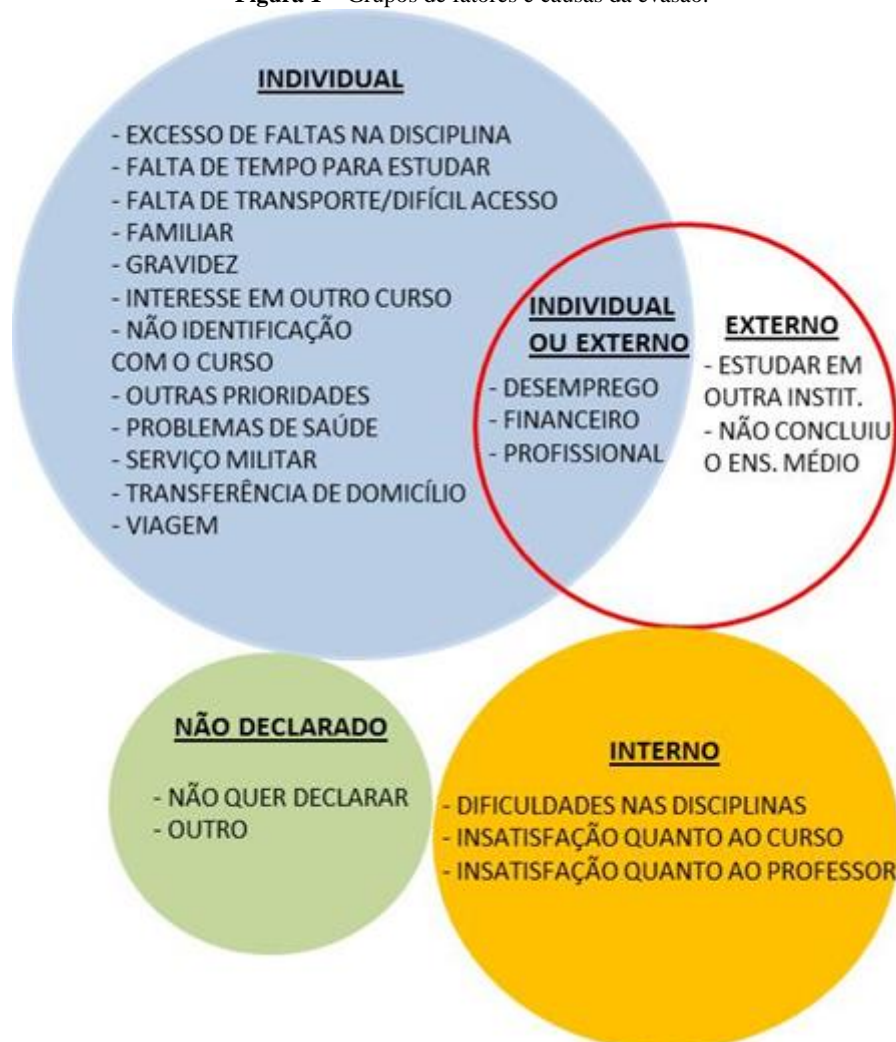 Figura 1 – Grupos de fatores e causas da evasão.
INDIVIDUAL
- EXCESSO DE FALTAS NA DISCIPLINA
- FALTA DE TEMPO PARA ESTUDAR
- FALTA DE TRANSPORTE/DIFÍCIL ACESSO
- FAMILIAR
- GRAVIDEZ
- INTERESSE EM OUTRO CURSO
- NÃO IDENTIFICAÇÃO
COM O CURSO
- OUTRAS PRIORIDADES
- PROBLEMAS DE SAÚDE
- SERVIÇO MILITAR
- TRANSFERÊNCIA DE DOMICÍLIO
- VIAGEM
INDIVIDUAL
OU EXTERNO
- DESEMPREGO
- FINANCEIRO
- PROFISSIONAL
EXTERNO
- ESTUDAR EM
OUTRA INSTIT.
- NÃO CONCLUIU
O ENS. MÉDIO
NÃO DECLARADO
- NÃO QUER DECLARAR
- OUTRO
INTERNO
- DIFICULDADES NAS DISCIPLINAS
- INSATISFAÇÃO QUANTO AO CURSO
- INSATISFAÇÃO QUANTO AO PROFESSOR